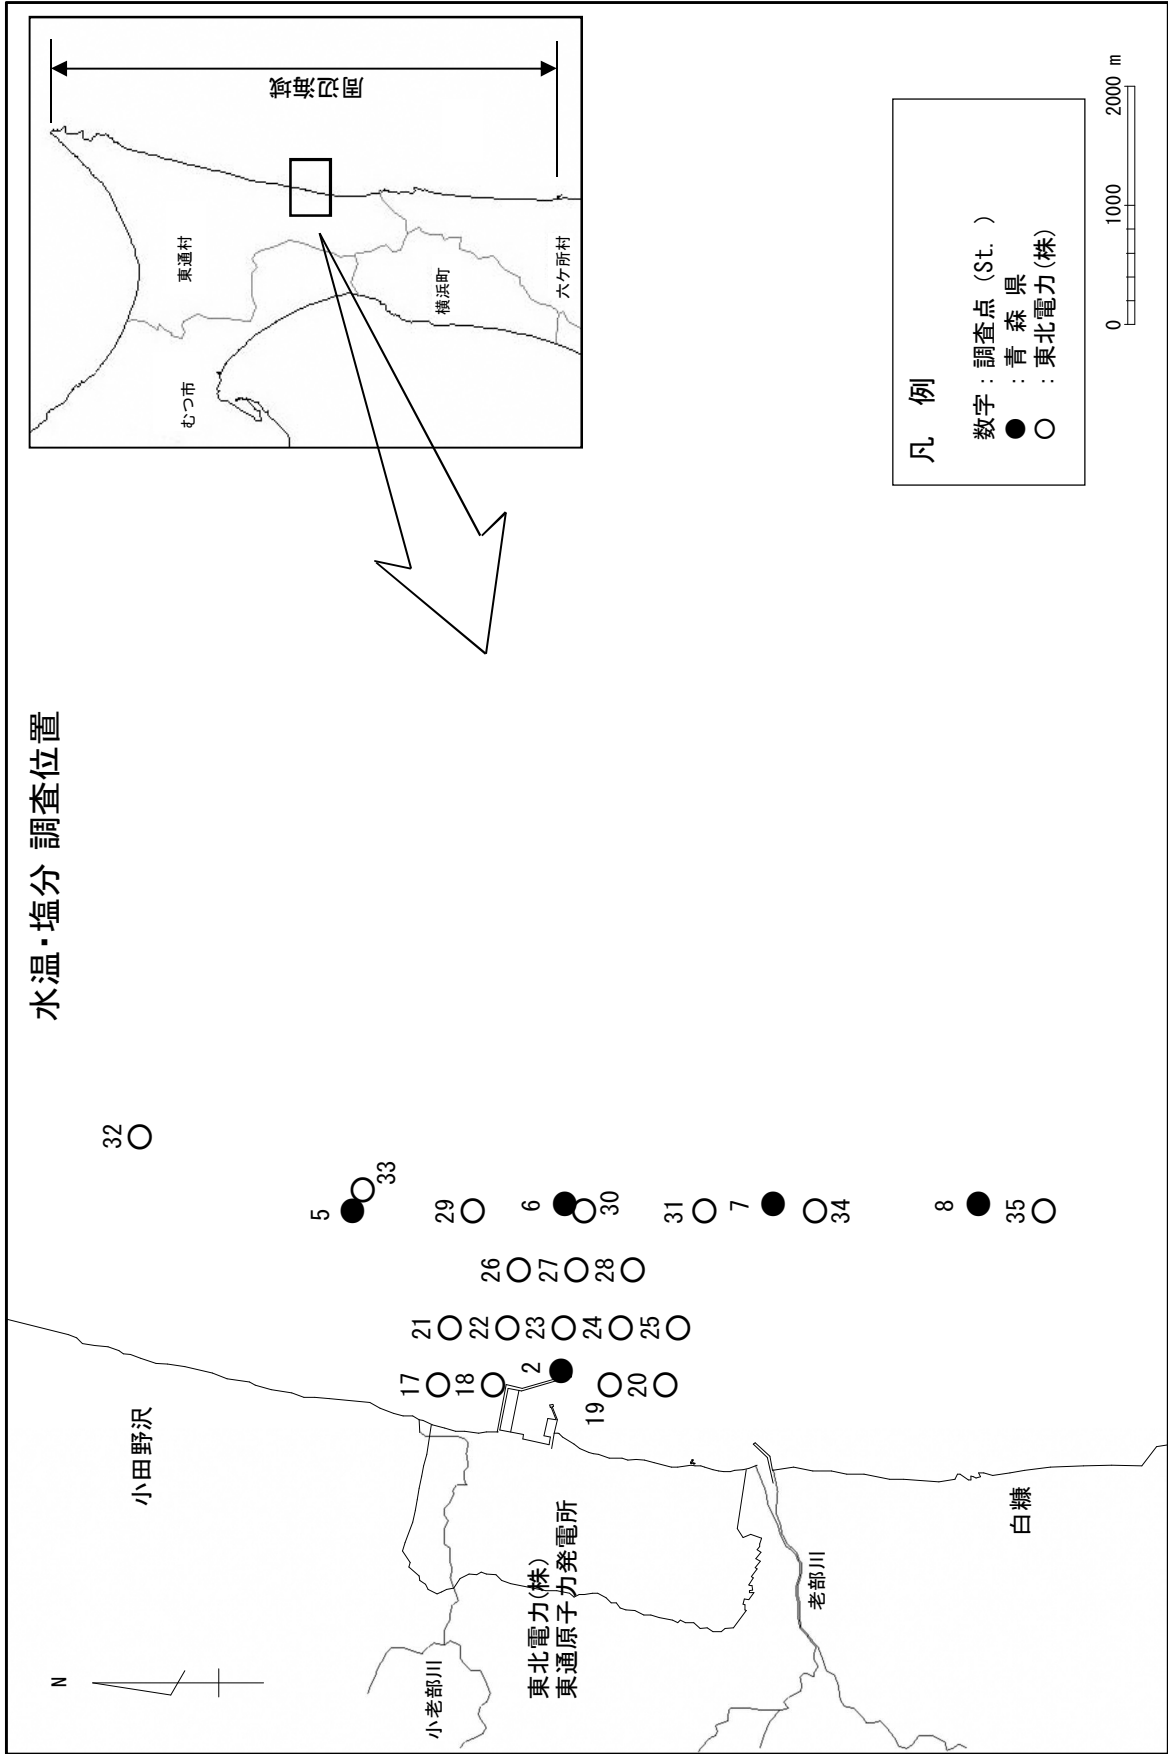 水温・塩分 調査位置
N
小田野沢
小老部川
東北電力(株)
東通原子力発電所
老部川
白糠
32
5
33
29
6
30
31
7
34
8
35
26
27
28
21
22
23
24
25
17
18
2
19
20
むつ市
東通村
横浜町
六ケ所村
周辺海域
凡 例
数字：調査点 (St. )
●：青 森 県
○：東北電力(株)
0 1000 2000 m